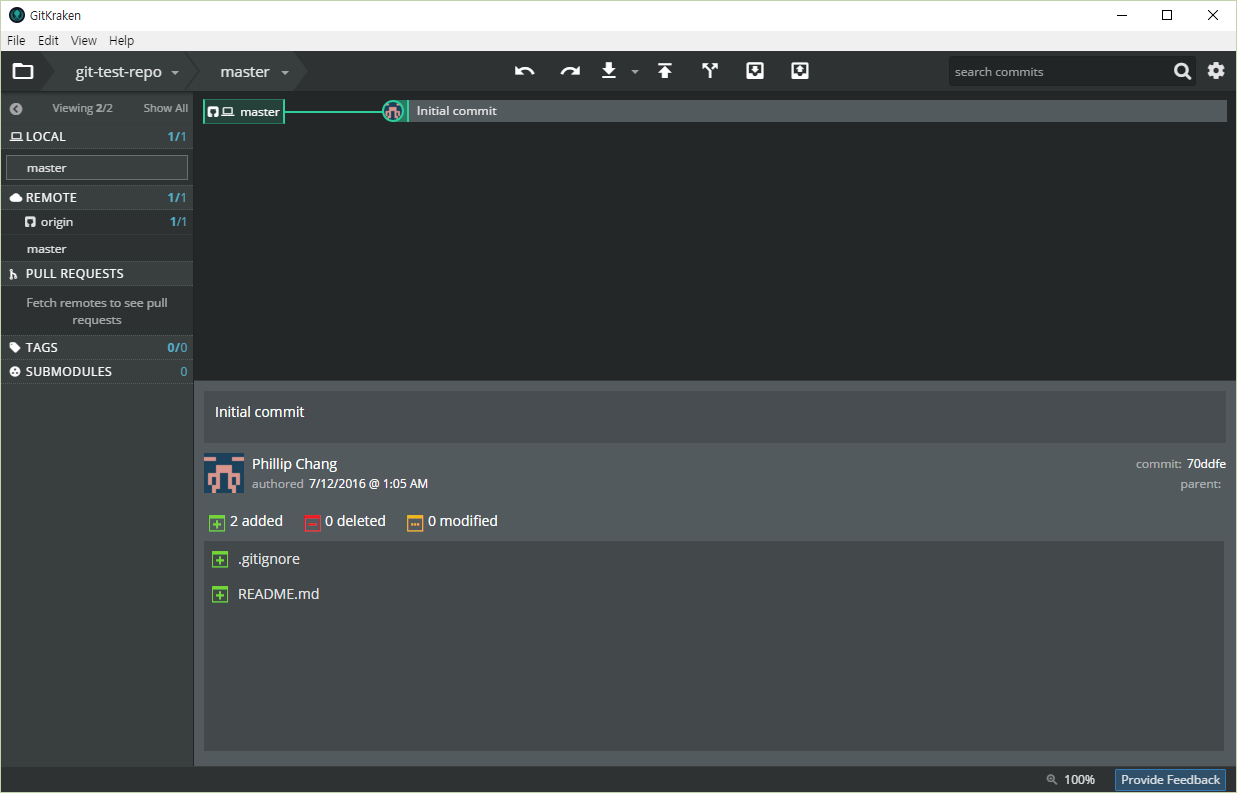 GitKraken
File Edit View Help
git-test-repo master search commits
Viewing 2/2 Show All
LOCAL 1/1
master
REMOTE 1/1
origin 1/1
master
PULL REQUESTS
Fetch remotes to see pull
requests
TAGS 0/0
SUBMODULES 0
master Initial commit
Initial commit
Phillip Chang commit: 70ddfe
authored 7/12/2016 @ 1:05 AM parent:
2 added 0 deleted 0 modified
.gitignore
README.md
100% Provide Feedback